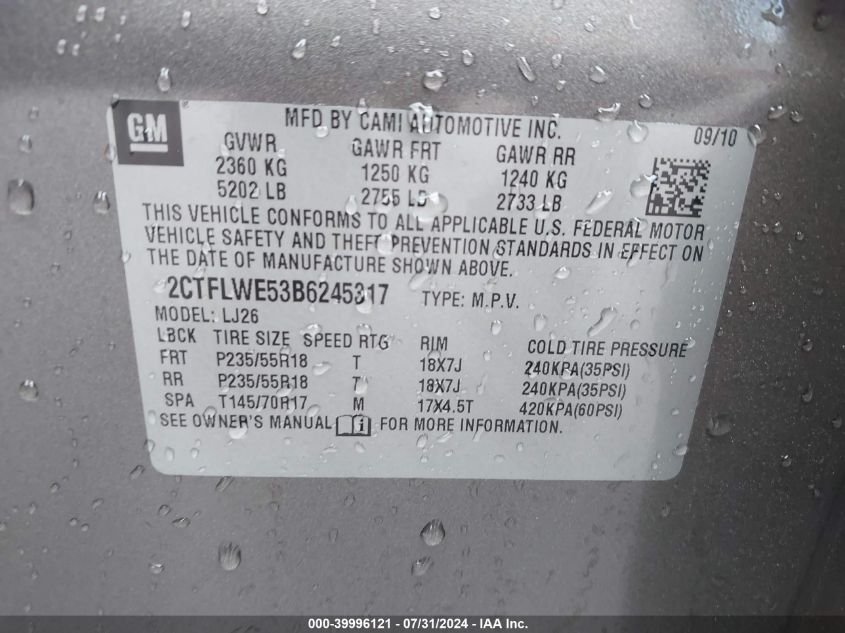 GM
MFD BY CAMI AUTOMOTIVE INC.
09/10
GVWR GAWR FRT GAWR RR
2360 KG 1250 KG 1240 KG
5202 LB 2755 LB 2733 LB
THIS VEHICLE CONFORMS TO ALL APPLICABLE U.S. FEDERAL MOTOR
VEHICLE SAFETY AND THEFT PREVENTION STANDARDS IN EFFECT ON
THE DATE OF MANUFACTURE SHOWN ABOVE.
2CTFLWE53B6245317 TYPE: M.P.V.
MODEL: LJ26
LBCK TIRE SIZE SPEED RTG RIM COLD TIRE PRESSURE
FRT P235/55R18 T 18X7J 240KPA(35PSI)
RR P235/55R18 T 18X7J 240KPA(35PSI)
SPA T145/70R17 M 17X4.5T 420KPA(60PSI)
SEE OWNER'S MANUAL i FOR MORE INFORMATION.
000-39996121 - 07/31/2024 - IAA Inc.